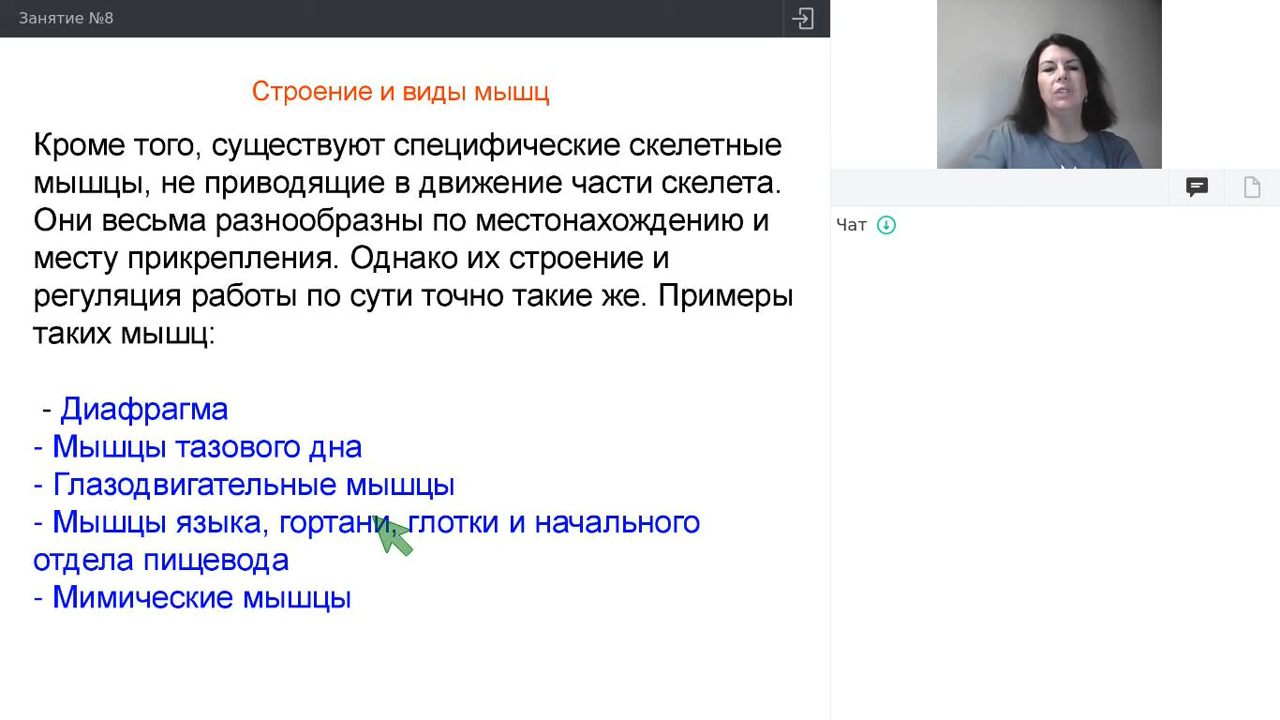 Занятие №8
Строение и виды мышц
Кроме того, существуют специфические скелетные
мышцы, не приводящие в движение части скелета.
Они весьма разнообразны по местонахождению и
месту прикрепления. Однако их строение и
регуляция работы по сути точно такие же. Примеры
таких мышц:
- Диафрагма
- Мышцы тазового дна
- Глазодвигательные мышцы
- Мышцы языка, гортани, глотки и начального
отдела пищевода
- Мимические мышцы
Чат